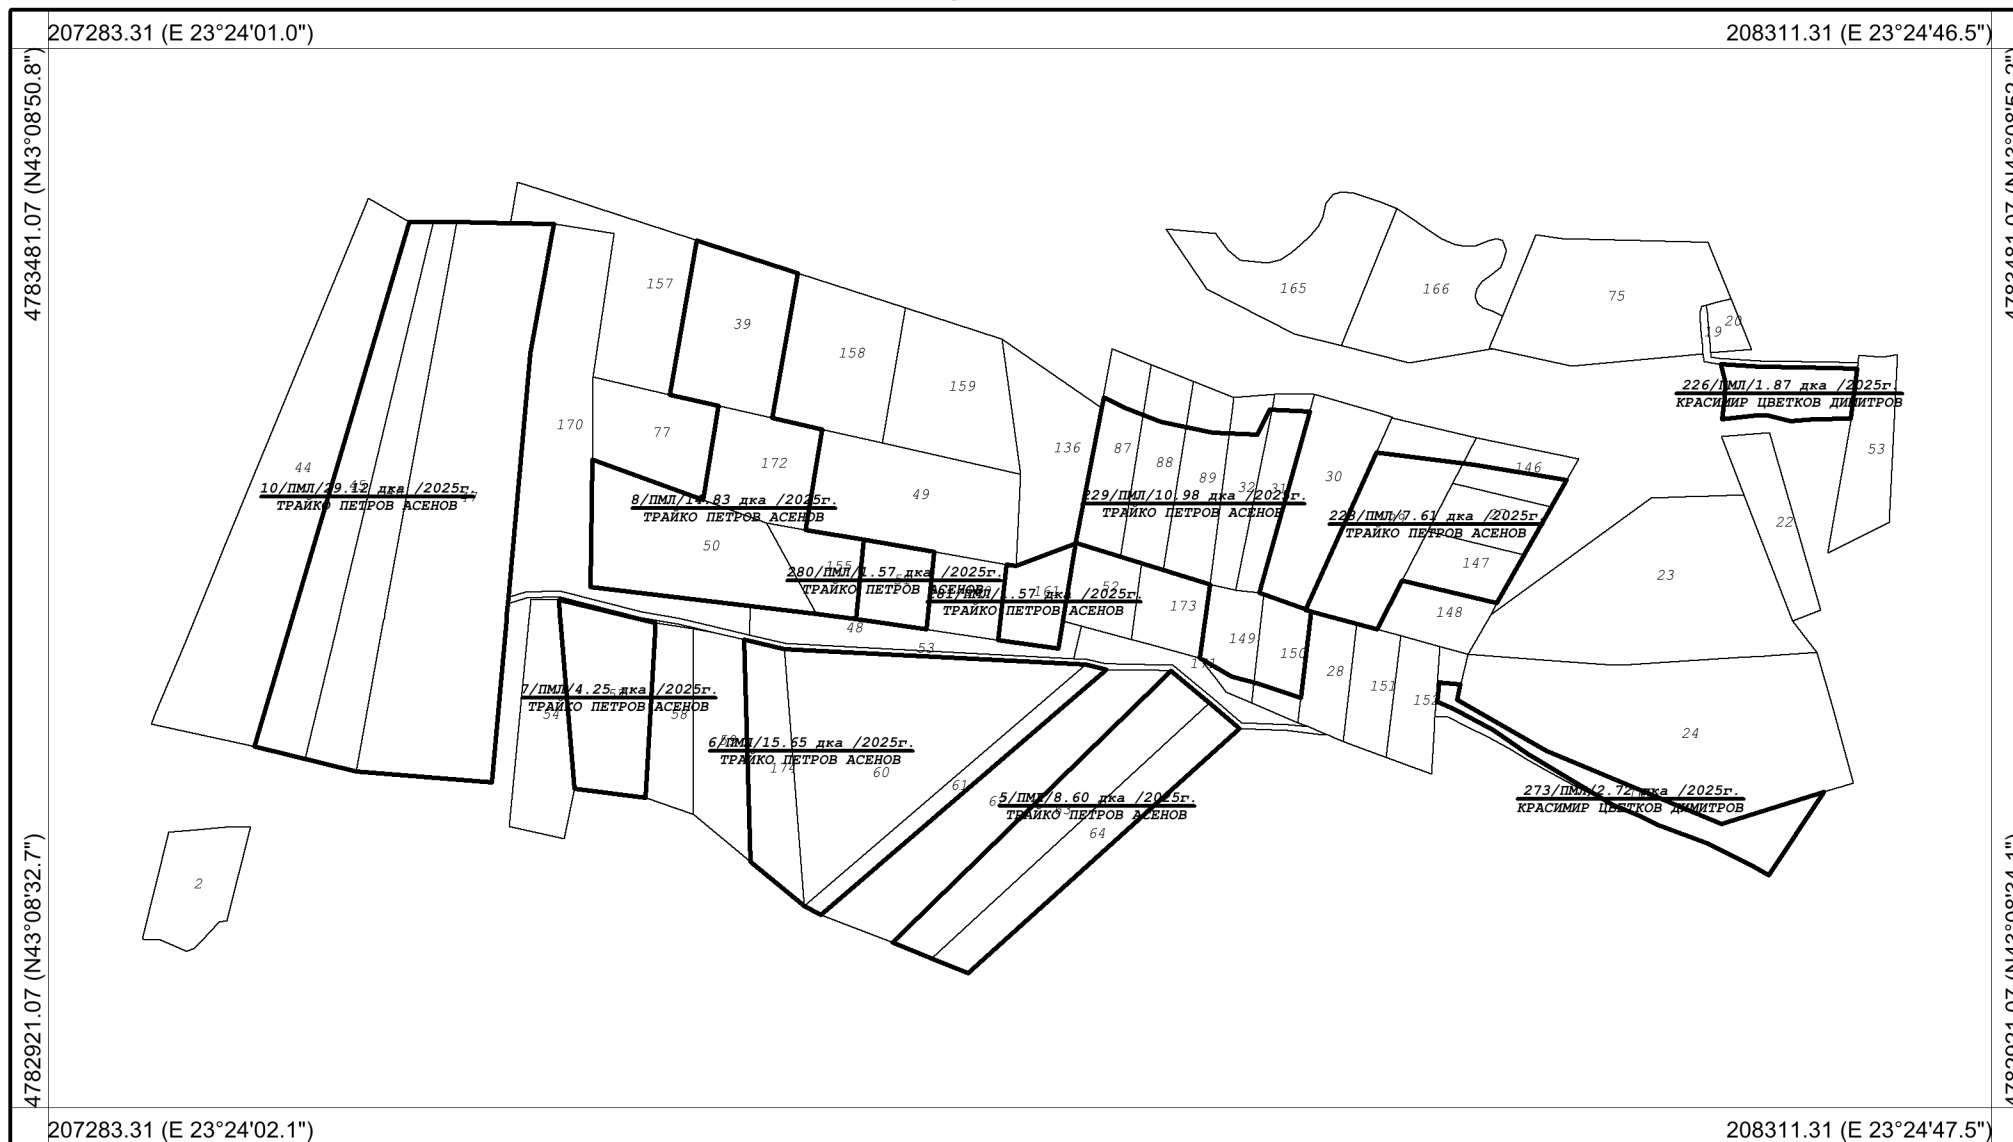 207283.31 (E 23°24'01.0")
208311.31 (E 23°24'46.5")
4783481.07 (N43°08'50.8")
157
39
158
159
165
166
75
19
20
226/ПМЛ/1.87 дка /2025г.
КРАСИМИР ЦВЕТКОВ ДИМИТРОВ
53
170
77
172
49
136
87
88
89
32
31
30
146
44
45
10/ПМЛ/29.12 дка /2025г.
ТРАЙКО ПЕТРОВ АСЕНОВ
8/ПМЛ/14.83 дка /2025г.
ТРАЙКО ПЕТРОВ АСЕНОВ
229/ПМЛ/10.98 дка /2025г.
ТРАЙКО ПЕТРОВ АСЕНОВ
228/ПМЛ/7.61 дка /2025г.
ТРАЙКО ПЕТРОВ АСЕНОВ
22
50
155
280/ПМЛ/1.57 дка /2025г.
ТРАЙКО ПЕТРОВ АСЕНОВ
161
/2025г.
ТРАЙКО ПЕТРОВ АСЕНОВ
52
173
147
148
23
48
53
149
150
171
28
151
152
7/ПМЛ/4.25 дка /2025г.
ТРАЙКО ПЕТРОВ АСЕНОВ
54
58
6/ПМЛ/15.65 дка /2025г.
ТРАЙКО ПЕТРОВ АСЕНОВ
174
60
61
5/ПМЛ/8.60 дка /2025г.
ТРАЙКО ПЕТРОВ АСЕНОВ
64
24
273/ПМЛ/2.72 дка /2025г.
КРАСИМИР ЦВЕТКОВ ДИМИТРОВ
2
4782921.07 (N43°08'32.7")
207283.31 (E 23°24'02.1")
208311.31 (E 23°24'47.5")